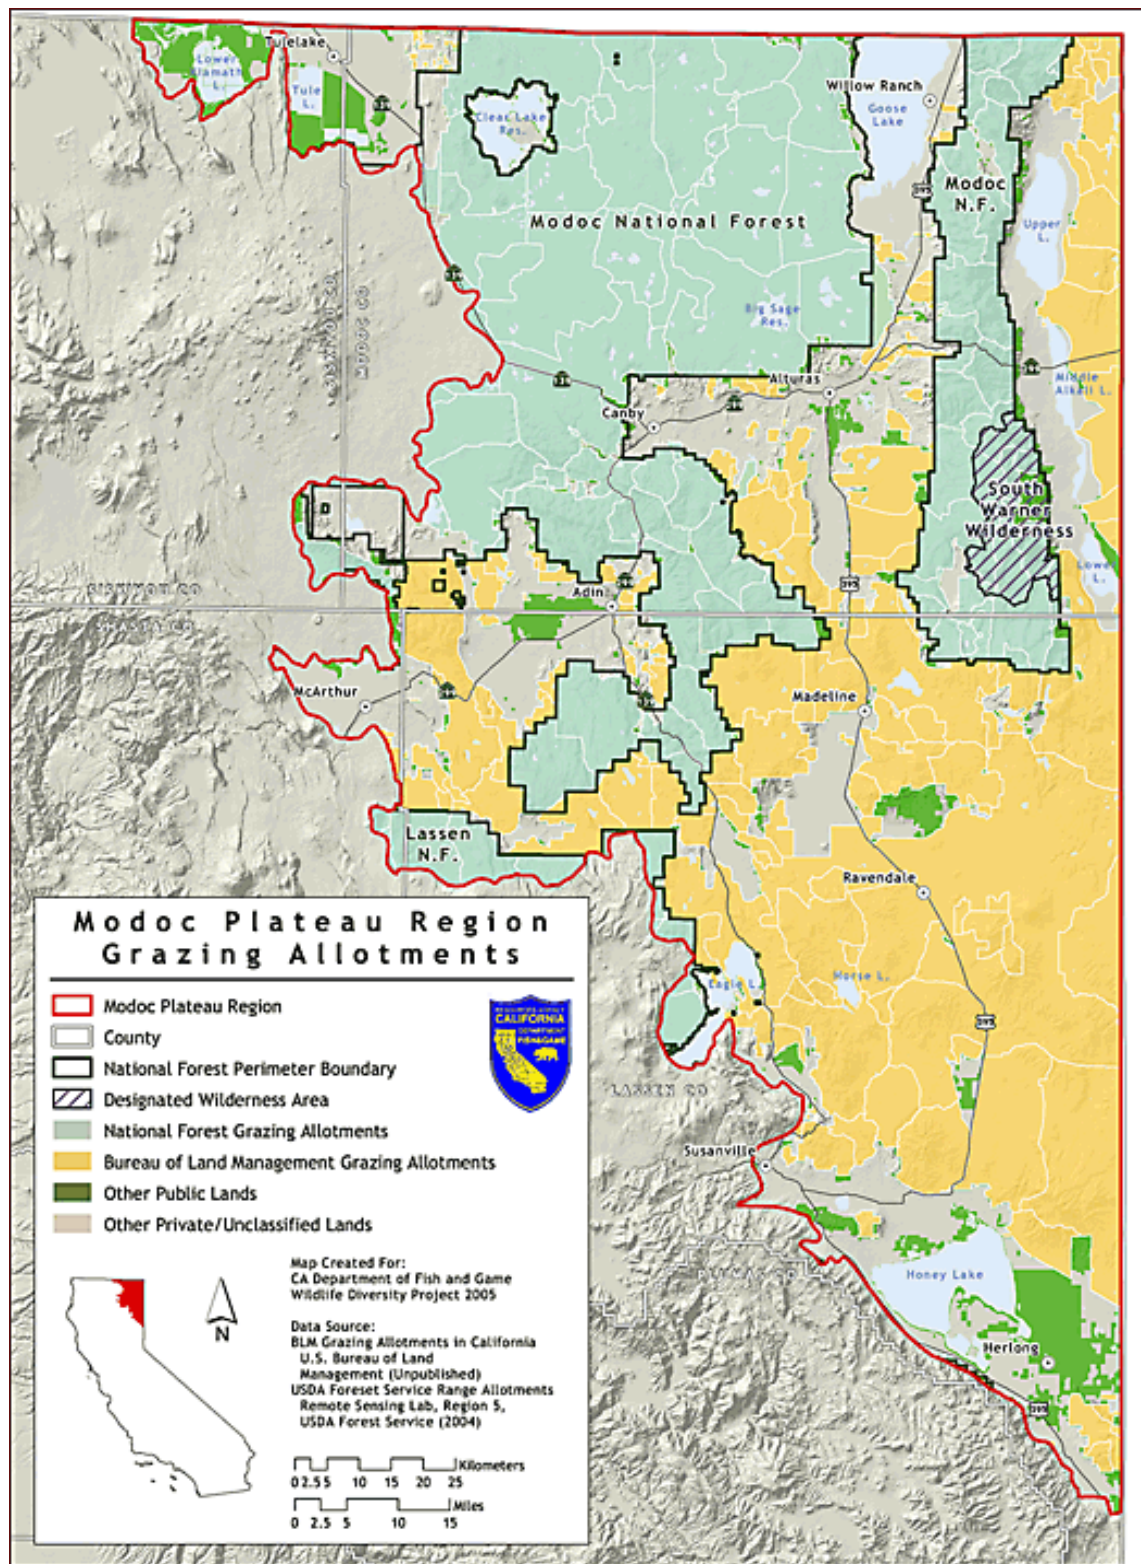 Tulelake
Lower
Klamath
L.
Tule
L.
Clear Lake
Res.
Willow Ranch
Goose
Lake
395
Modoc
N.F.
Modoc National Forest
Upper
L.
SISKIYOU CO
MODOC CO
Big Sage
Res.
Alturas
Middle
Alkali L.
Canby
South
Warner
Wilderness
Lower
L.
395
SISKIYOU CO
SHASTA CO
Adin
McArthur
Madeline
Lassen
N.F.
Ravendale
Eagle L.
Horse L.
395
LASSEN CO
Susanville
PLUMAS CO
Honey Lake
Herlong
395
Modoc Plateau Region
Grazing Allotments
Modoc Plateau Region
County
National Forest Perimeter Boundary
Designated Wilderness Area
National Forest Grazing Allotments
Bureau of Land Management Grazing Allotments
Other Public Lands
Other Private/Unclassified Lands
RESOURCES AGENCY
CALIFORNIA
DEPARTMENT
FISH&GAME
N
Map Created For:
CA Department of Fish and Game
Wildlife Diversity Project 2005
Data Source:
BLM Grazing Allotments in California
U.S. Bureau of Land
Management (Unpublished)
USDA Foreset Service Range Allotments
Remote Sensing Lab, Region 5,
USDA Forest Service (2004)
Kilometers
0 2.5 5 10 15 20 25
Miles
0 2.5 5 10 15